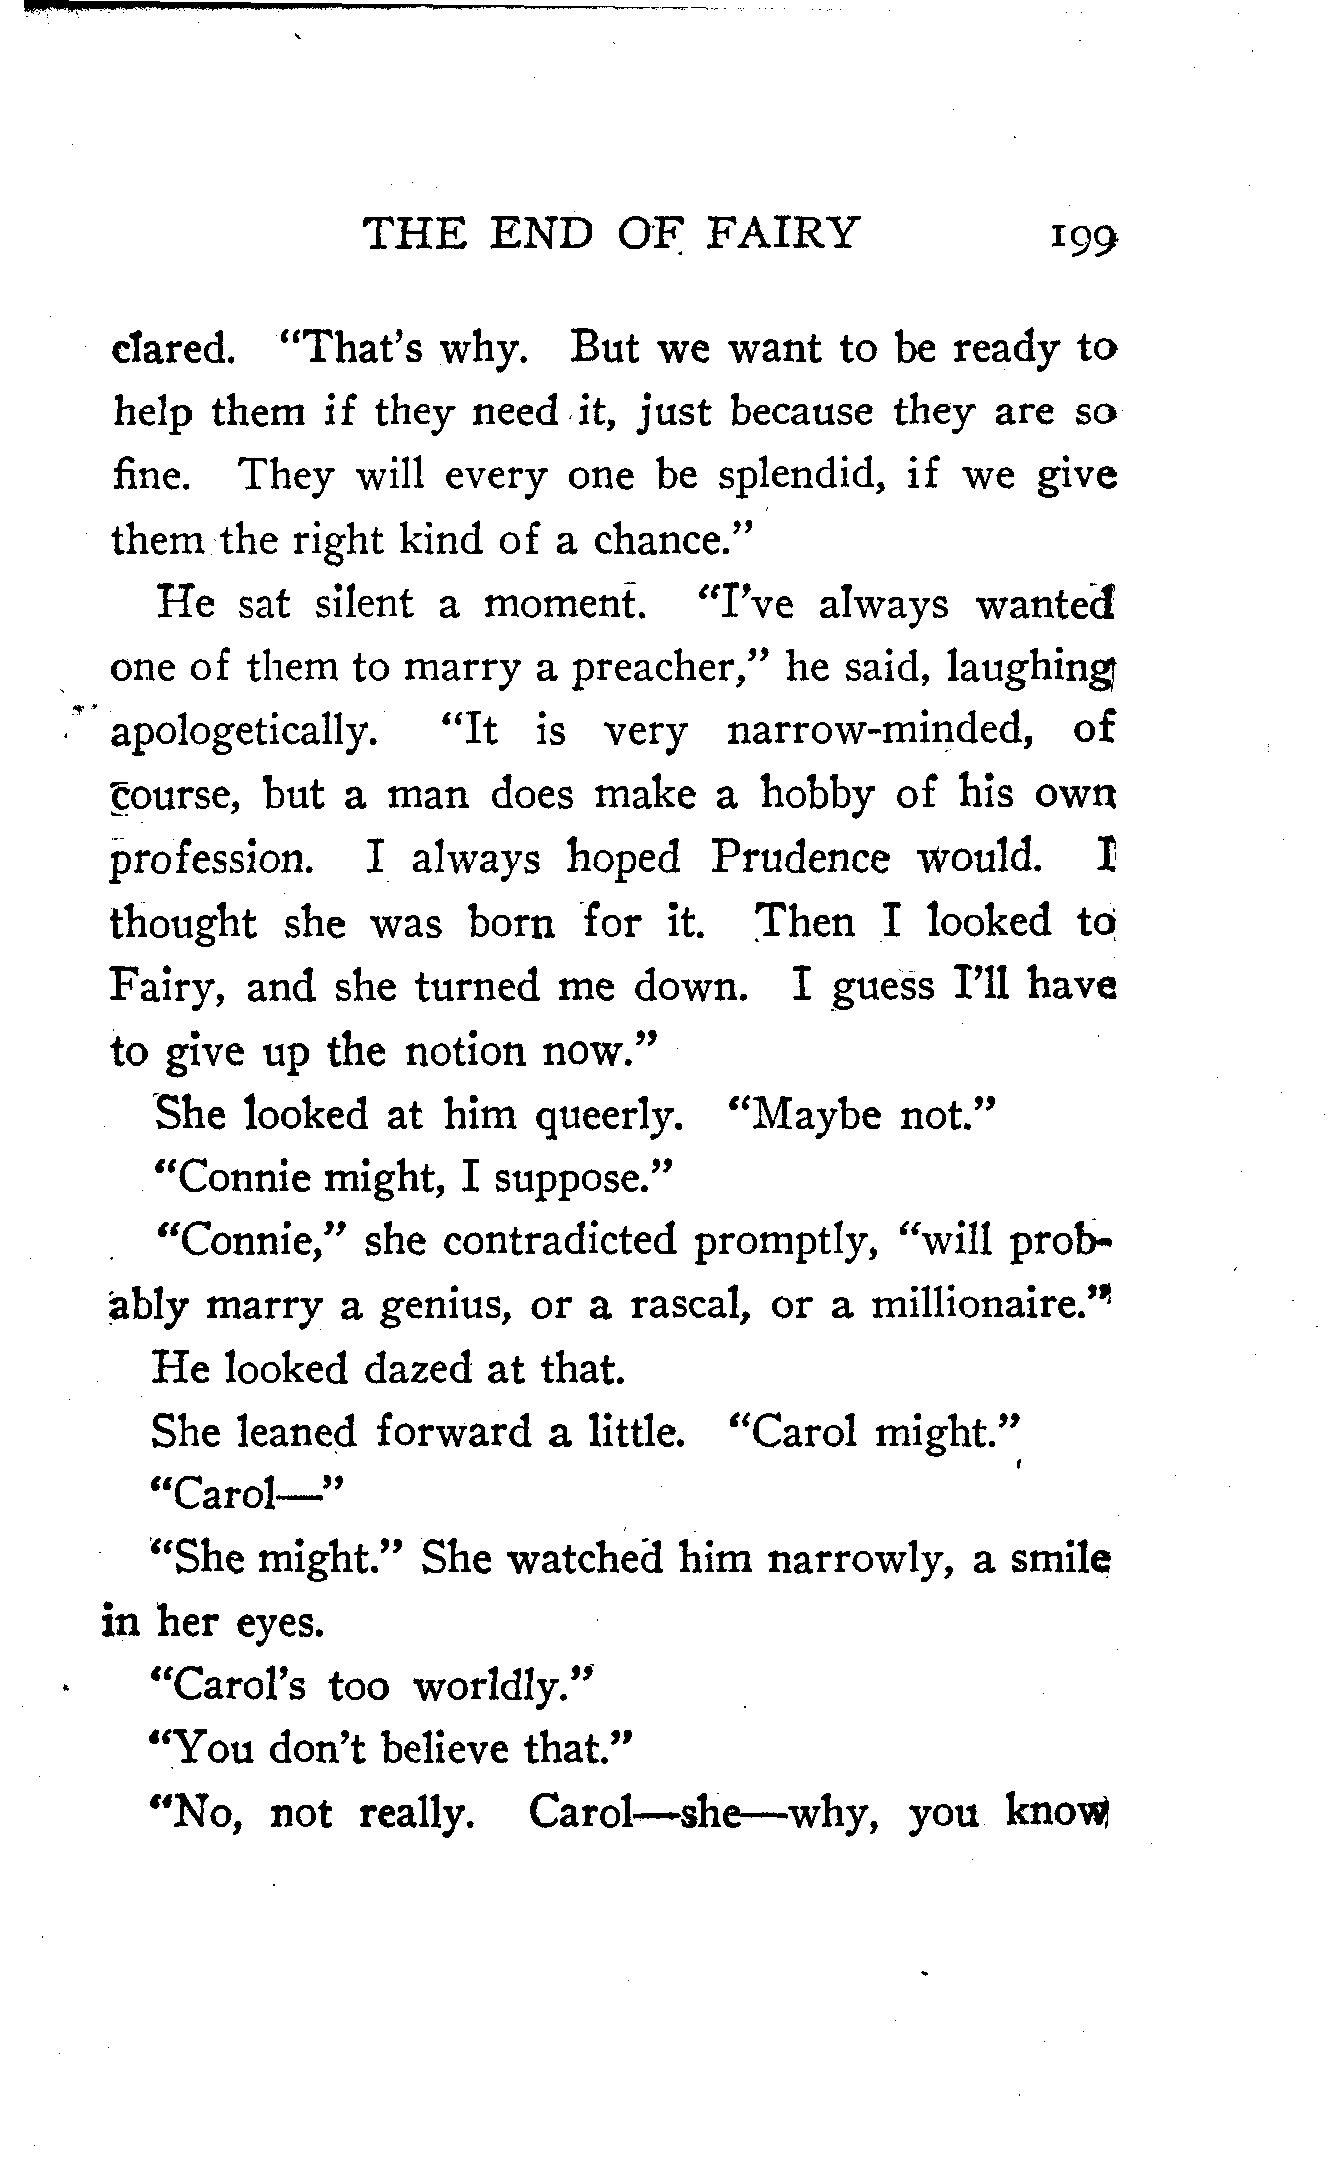 THE END OF FAIRY 199
clared. “That’s why. But we want to be ready to
help them if they need it, just because they are so
fine. They will every one be splendid, if we give
them the right kind of a chance.”
He sat silent a moment. “I’ve always wanted
one of them to marry a preacher,” he said, laughing
apologetically. “It is very narrow-minded, of
course, but a man does make a hobby of his own
profession. I always hoped Prudence would. I
thought she was born for it. Then I looked to
Fairy, and she turned me down. I guess I’ll have
to give up the notion now.”
She looked at him queerly. “Maybe not.”
“Connie might, I suppose.”
“Connie,” she contradicted promptly, “will prob-
ably marry a genius, or a rascal, or a millionaire.”
He looked dazed at that.
She leaned forward a little. “Carol might.”
“Carol—”
“She might.” She watched him narrowly, a smile
in her eyes.
“Carol’s too worldly.”
“You don’t believe that.”
“No, not really. Carol—she—why, you know